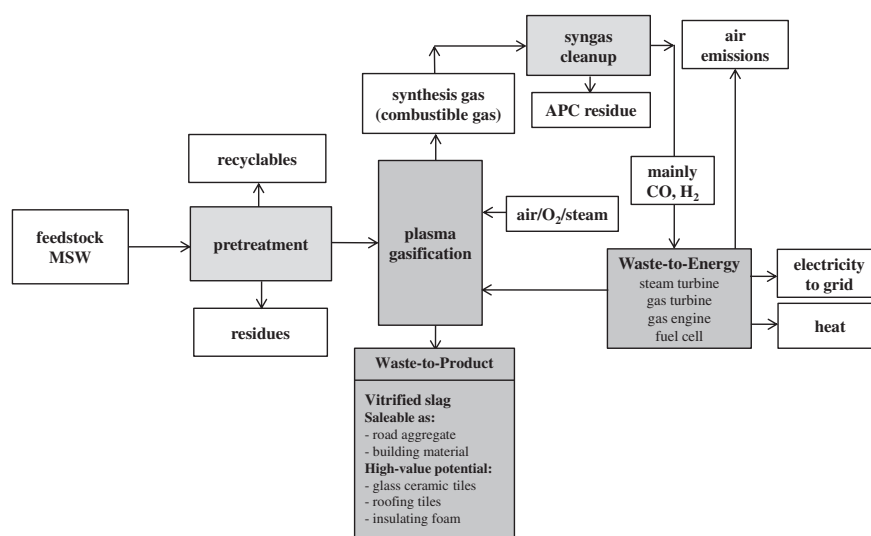 syngas
cleanup
air
emissions
synthesis gas
(combustible gas)
APC residue
recyclables
mainly
CO, H₂
feedstock
MSW
pretreatment
plasma
gasification
air/O₂/steam
Waste-to-Energy
steam turbine
gas turbine
gas engine
fuel cell
electricity
to grid
heat
residues
Waste-to-Product
Vitrified slag
Saleable as:
- road aggregate
- building material
High-value potential:
- glass ceramic tiles
- roofing tiles
- insulating foam